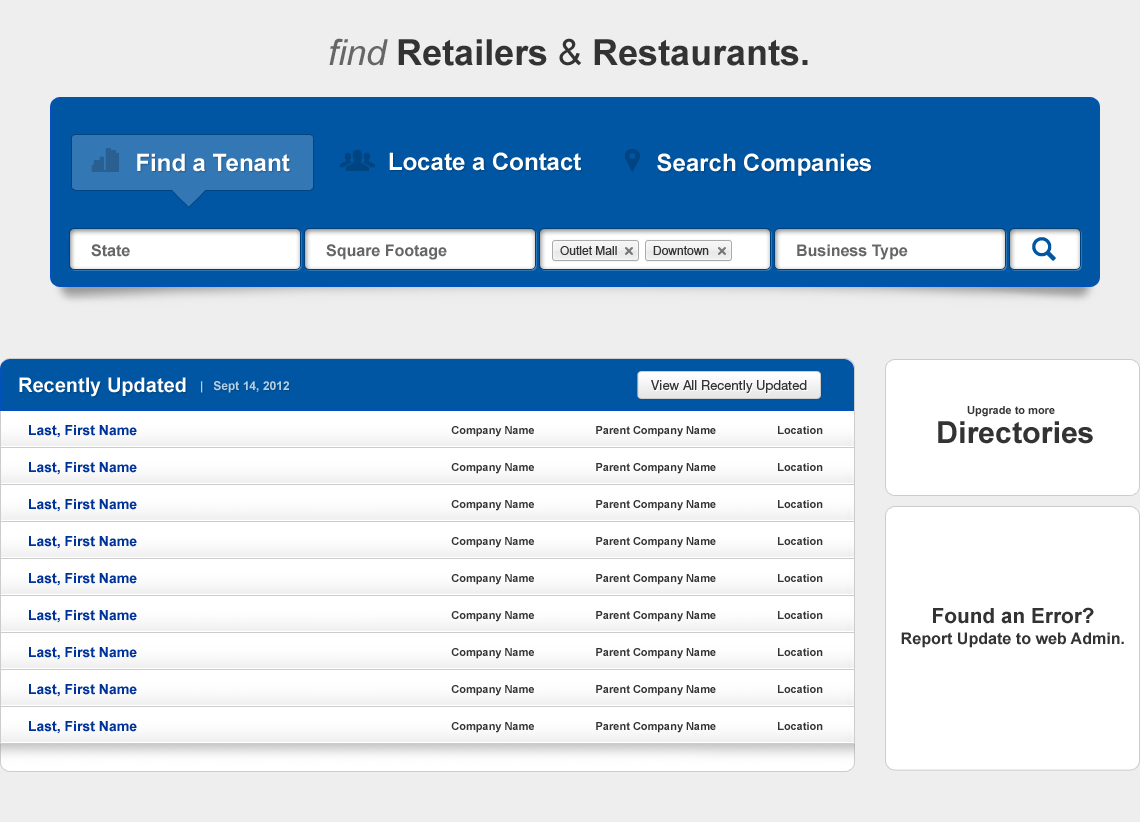 find Retailers & Restaurants.
Find a Tenant Locate a Contact Search Companies
State Square Footage Outlet Mall × Downtown × Business Type
Recently Updated | Sept 14, 2012 View All Recently Updated
Last, First Name Company Name Parent Company Name Location
Last, First Name Company Name Parent Company Name Location
Last, First Name Company Name Parent Company Name Location
Last, First Name Company Name Parent Company Name Location
Last, First Name Company Name Parent Company Name Location
Last, First Name Company Name Parent Company Name Location
Last, First Name Company Name Parent Company Name Location
Last, First Name Company Name Parent Company Name Location
Last, First Name Company Name Parent Company Name Location
Upgrade to more
Directories
Found an Error?
Report Update to web Admin.